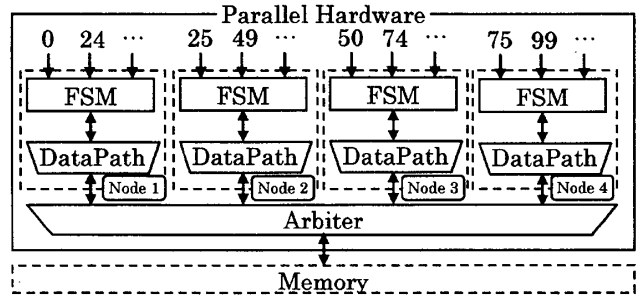 Parallel Hardware
0 24 ... 25 49 ... 50 74 ... 75 99 ...
FSM FSM FSM FSM
DataPath DataPath DataPath DataPath
Node 1 Node 2 Node 3 Node 4
Arbiter
Memory